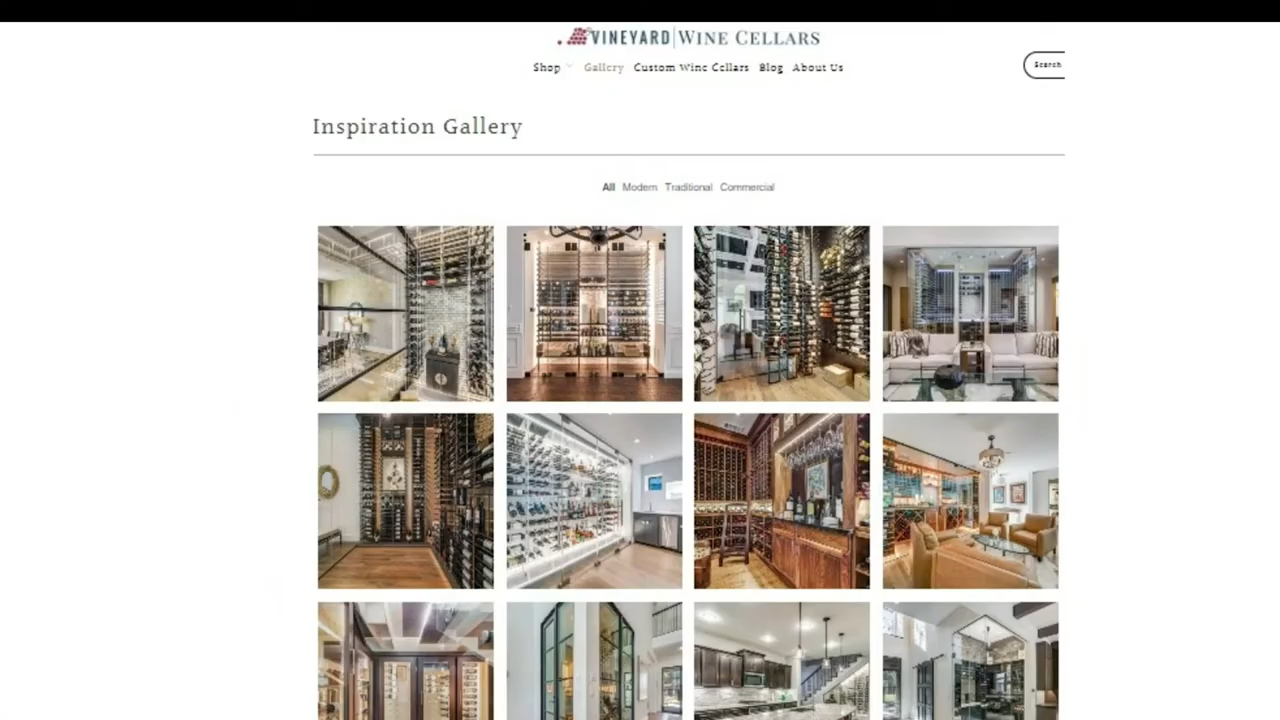 VINEYARD WINE CELLARS
Shop Gallery Custom Wine Cellars Blog About Us
Search
Inspiration Gallery
All Modern Traditional Commercial